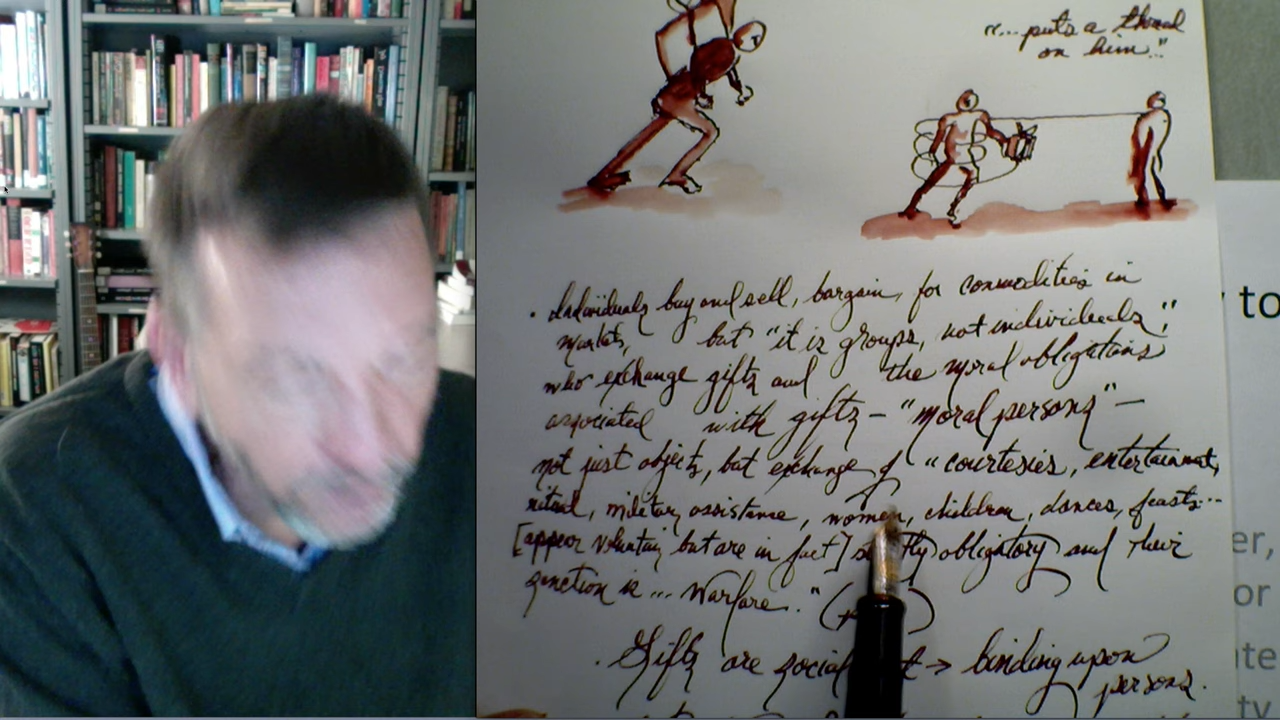 "...puts a thread
on him..."
• Individuals buy and sell, bargain, for commodities in
markets, but "it is groups, not individuals,"
who exchange gifts and the moral obligations
associated with gifts — "moral persons" —
not just objects, but exchange of "courtesies, entertainment,
ritual, military assistance, women, children, dances, feasts...
[appear voluntary but are in fact] obligatory and their
sanction is ... warfare."
• Gifts are social → binding upon
persons.
to
er,
or
te
ty